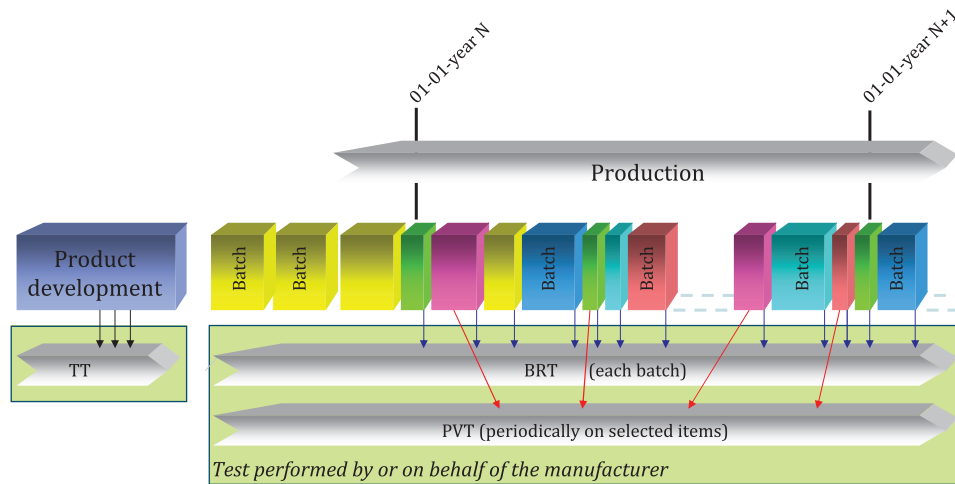 01-01-year N
01-01-year N+1
Production
Product
development
Batch
Batch
Batch
Batch
Batch
Batch
TT
BRT (each batch)
PVT (periodically on selected items)
Test performed by or on behalf of the manufacturer